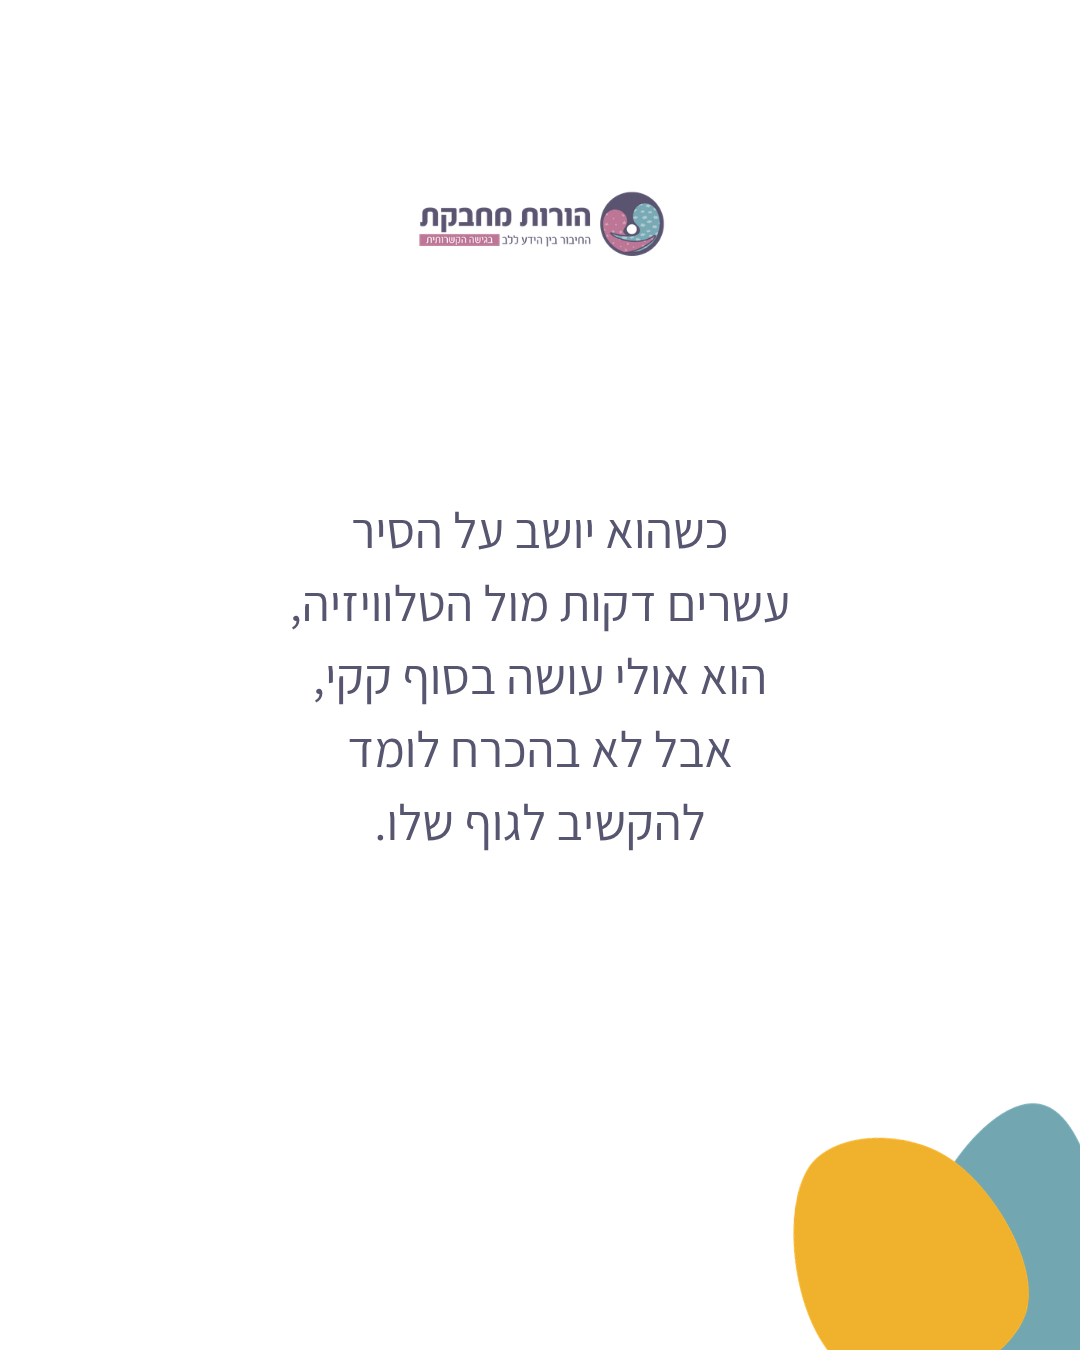 הורות מחבקת
החיבור בין הידע ללב בגישה הקשרותית
כשהוא יושב על הסיר
עשרים דקות מול הטלוויזיה,
הוא אולי עושה בסוף קקי,
אבל לא בהכרח לומד
להקשיב לגוף שלו.